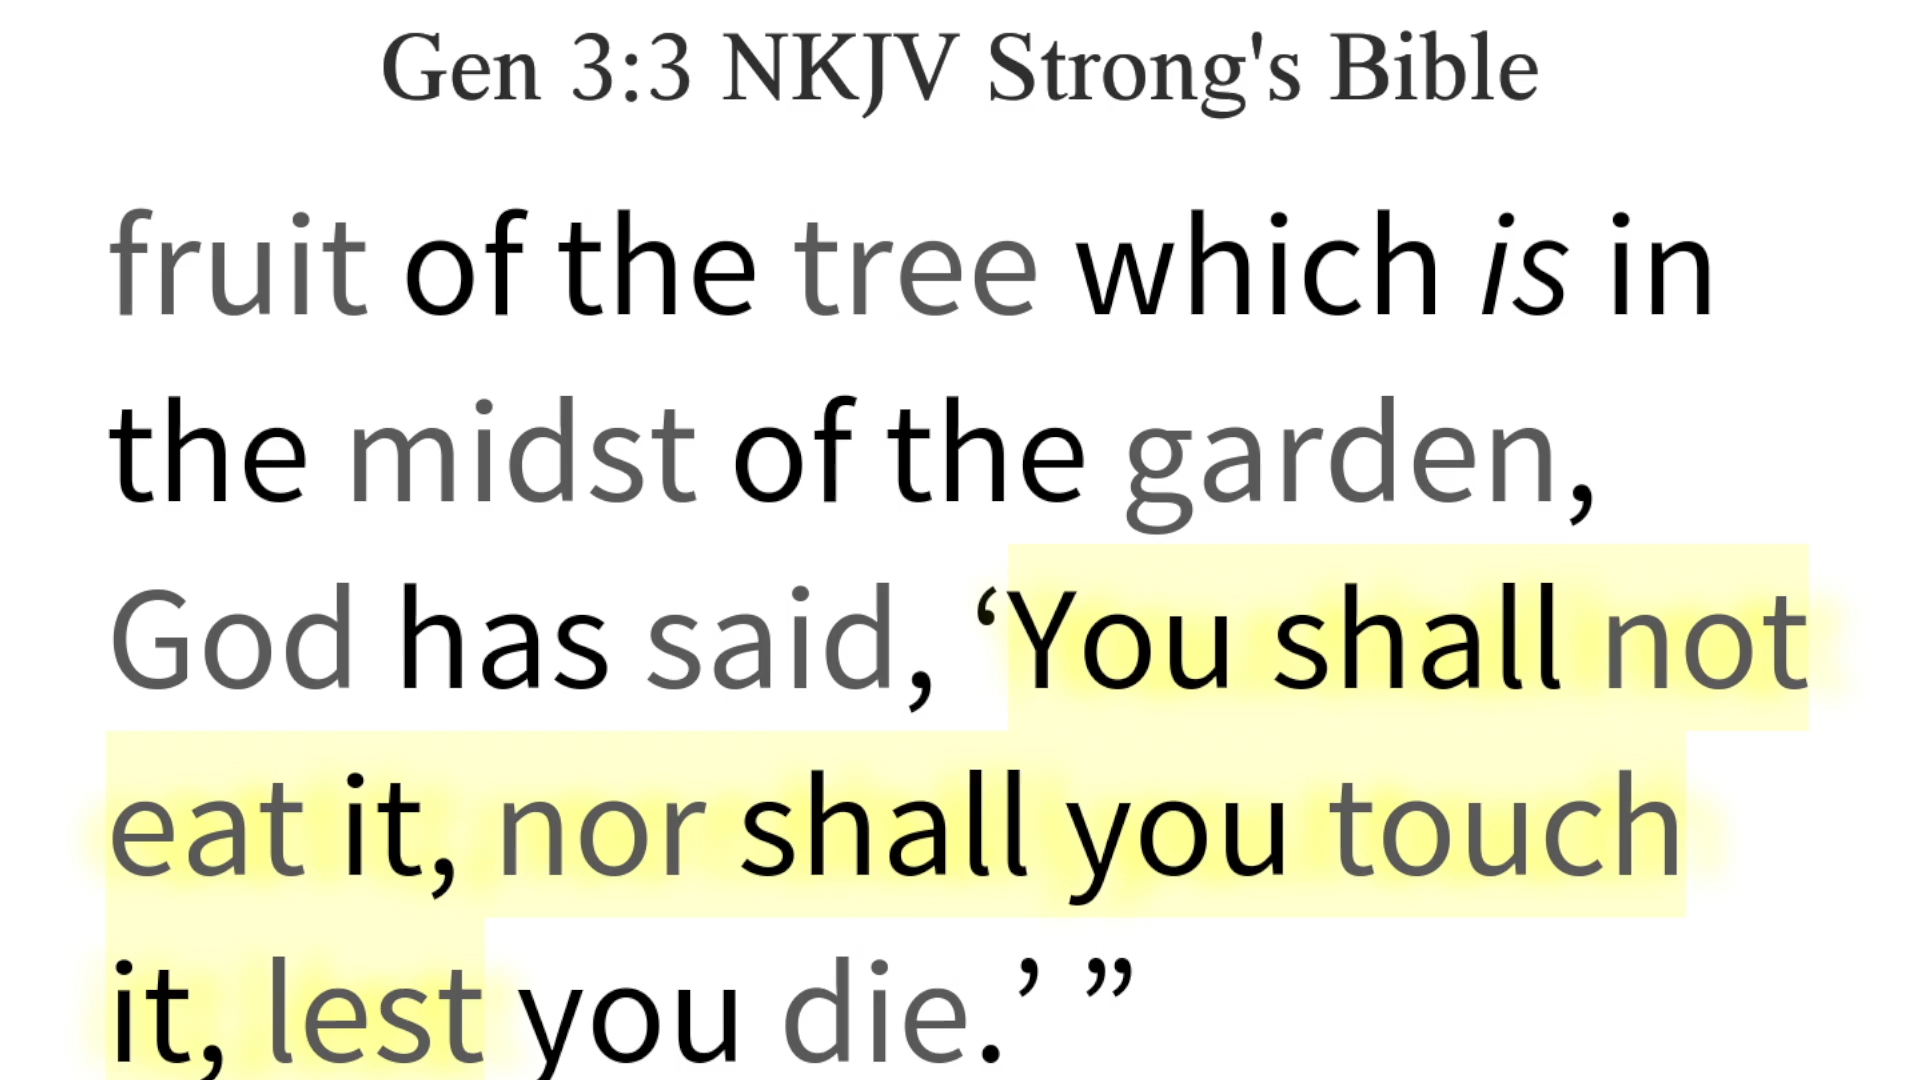 Gen 3:3 NKJV Strong's Bible
fruit of the tree which is in
the midst of the garden,
God has said, ‘You shall not
eat it, nor shall you touch
it, lest you die.’ ”